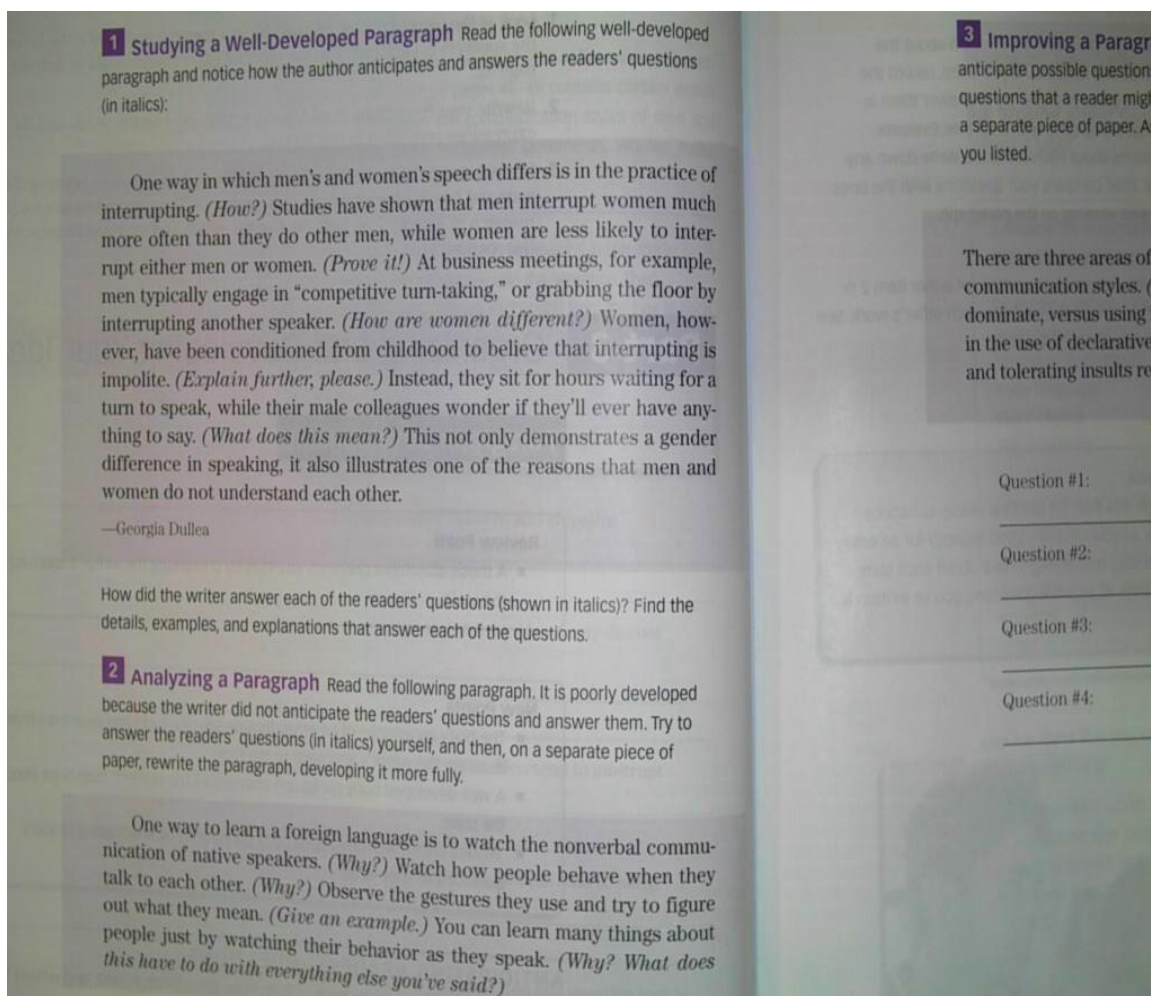 1 Studying a Well-Developed Paragraph Read the following well-developed
paragraph and notice how the author anticipates and answers the readers' questions
(in italics):
One way in which men's and women's speech differs is in the practice of
interrupting. (How?) Studies have shown that men interrupt women much
more often than they do other men, while women are less likely to inter-
rupt either men or women. (Prove it!) At business meetings, for example,
men typically engage in "competitive turn-taking," or grabbing the floor by
interrupting another speaker. (How are women different?) Women, how-
ever, have been conditioned from childhood to believe that interrupting is
impolite. (Explain further, please.) Instead, they sit for hours waiting for a
turn to speak, while their male colleagues wonder if they'll ever have any-
thing to say. (What does this mean?) This not only demonstrates a gender
difference in speaking, it also illustrates one of the reasons that men and
women do not understand each other.
—Georgia Dullea
How did the writer answer each of the readers' questions (shown in italics)? Find the
details, examples, and explanations that answer each of the questions.
2 Analyzing a Paragraph Read the following paragraph. It is poorly developed
because the writer did not anticipate the readers' questions and answer them. Try to
answer the readers' questions (in italics) yourself, and then, on a separate piece of
paper, rewrite the paragraph, developing it more fully.
One way to learn a foreign language is to watch the nonverbal commu-
nication of native speakers. (Why?) Watch how people behave when they
talk to each other. (Why?) Observe the gestures they use and try to figure
out what they mean. (Give an example.) You can learn many things about
people just by watching their behavior as they speak. (Why? What does
this have to do with everything else you've said?)
3 Improving a Paragr
anticipate possible question
questions that a reader mig
a separate piece of paper. A
you listed.
There are three areas of
communication styles. (
dominate, versus using
in the use of declarative
and tolerating insults re
Question #1:
Question #2:
Question #3:
Question #4: